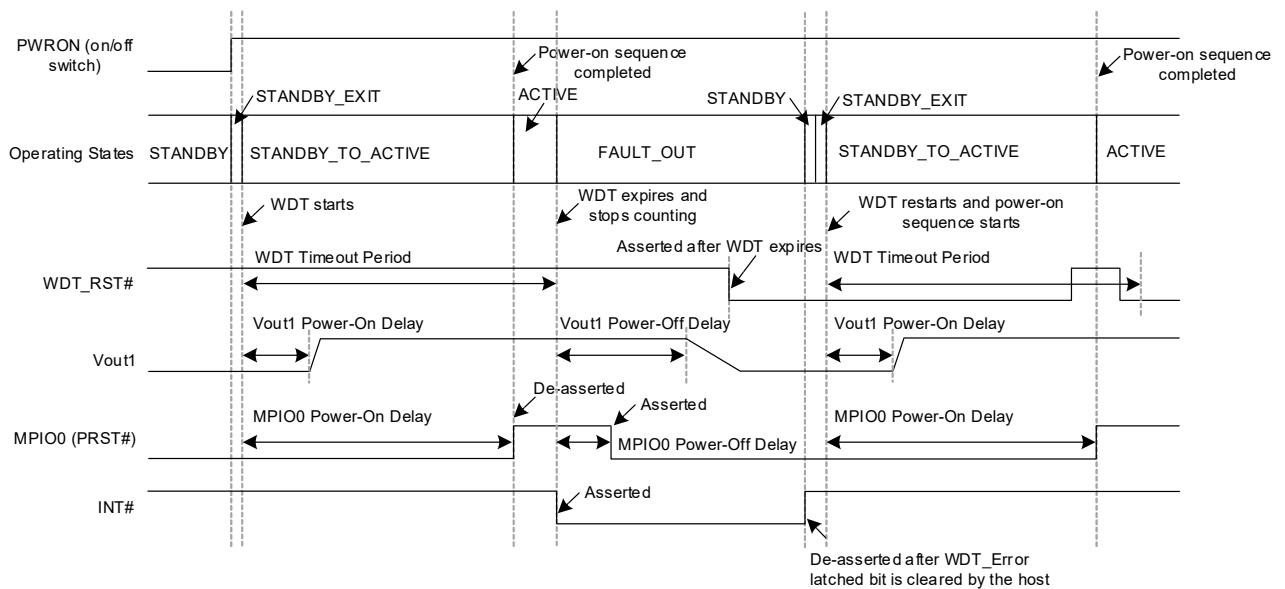 PWRON (on/off
switch)
Power-on sequence
completed
Power-on sequence
completed
STANDBY_EXIT
ACTIVE
STANDBY
STANDBY_EXIT
Operating States
STANDBY
STANDBY_TO_ACTIVE
FAULT_OUT
STANDBY_TO_ACTIVE
ACTIVE
WDT starts
WDT expires and
stops counting
WDT restarts and power-on
sequence starts
Asserted after WDT expires
WDT_RST#
WDT Timeout Period
WDT Timeout Period
Vout1
Vout1 Power-On Delay
Vout1 Power-Off Delay
Vout1 Power-On Delay
De-asserted
Asserted
MPIO0 (PRST#)
MPIO0 Power-On Delay
MPIO0 Power-Off Delay
MPIO0 Power-On Delay
INT#
Asserted
De-asserted after WDT_Error
latched bit is cleared by the host